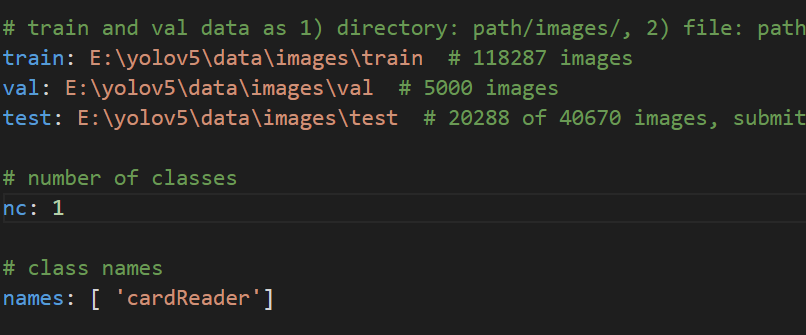 # train and val data as 1) directory: path/images/, 2) file: path
train: E:\yolov5\data\images\train  # 118287 images
val: E:\yolov5\data\images\val  # 5000 images
test: E:\yolov5\data\images\test  # 20288 of 40670 images, submit
# number of classes
nc: 1
# class names
names: [ 'cardReader']